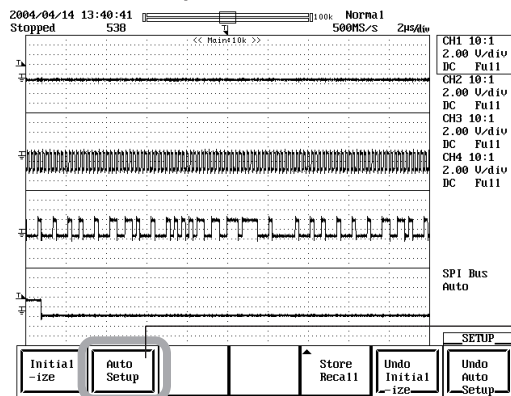 2004/04/14 13:40:41 100k Normal
Stopped 538 500MS/s 2µs/div
<< Main:10k >>
CH1 10:1
2.00 V/div
DC Full
CH2 10:1
2.00 V/div
DC Full
CH3 10:1
2.00 V/div
DC Full
CH4 10:1
2.00 V/div
DC Full
SPI Bus
Auto
SETUP
Initial
-ize
Auto
Setup
Store
Recall
Undo
Initial
-ize
Undo
Auto
Setup